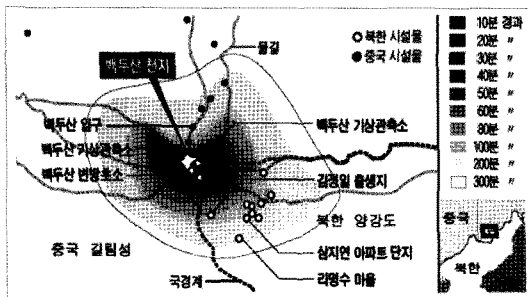 물길
북한 시설물
중국 시설물
백두산 천지
백두산 입구
백두산 기상관측소
백두산 기상관측소
백두산 변방초소
김정일 출생지
북한 양강도
중국 길림성
삼지연 아파트 단지
리명수 마을
국경계
10분 경과
20분 〃
30분 〃
40분 〃
50분 〃
60분 〃
80분 〃
100분 〃
200분 〃
300분 〃
중국
북한